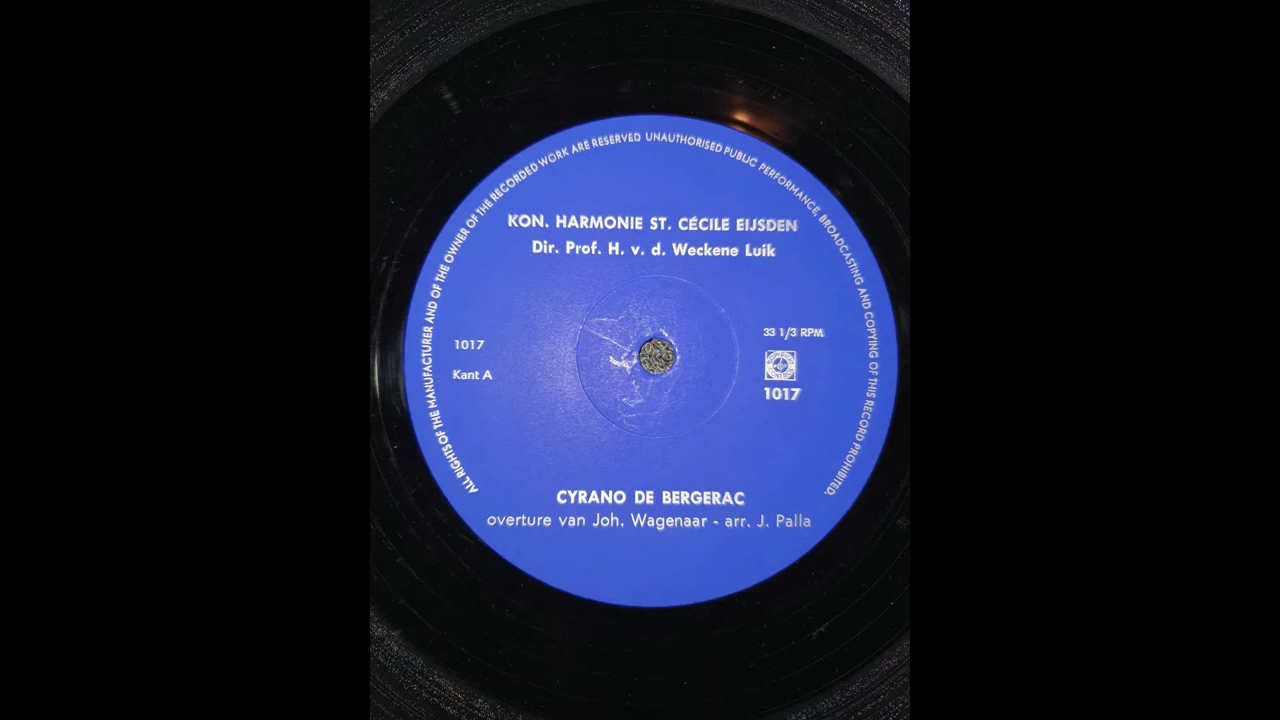 ALL RIGHTS OF THE MANUFACTURER AND OF THE OWNER OF THE RECORDED WORK ARE RESERVED UNAUTHORISED PUBLIC PERFORMANCE, BROADCASTING AND COPYING OF THIS RECORD PROHIBITED.
KON. HARMONIE ST. CÉCILE EIJSDEN
Dir. Prof. H. v. d. Weckene Luik
33 1/3 RPM
1017
Kant A
1017
CYRANO DE BERGERAC
overture van Joh. Wagenaar - arr. J. Palla